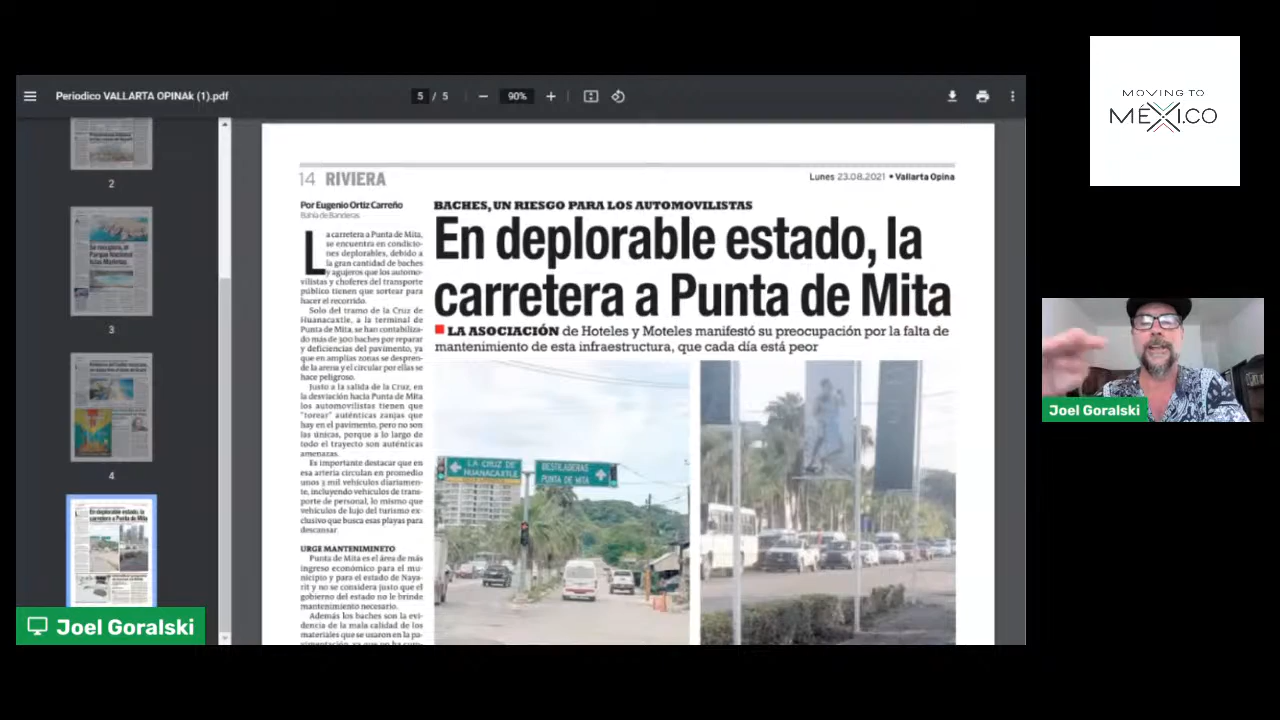 Periodico VALLARTA OPINAk (1).pdf
5 / 5
90%
MOVING TO
MEXI.CO
2
3
4
14 RIVIERA
Lunes 23.08.2021 • Vallarta Opina
Por Eugenio Ortiz Carreño
Bahía de Banderas
La carretera a Punta de Mita,
se encuentra en condicio-
nes deplorables, debido a
la gran cantidad de baches
y agujeros que los automo-
vilistas y choferes del transporte
público tienen que sortear para
hacer el recorrido.
Solo del tramo de la Cruz de
Huanacaxtle, a la terminal de
Punta de Mita, se han contabiliza-
do más de 300 baches por reparar
y deficiencias del pavimento, ya
que en amplias zonas se despren-
de la arena y el circular por ellas se
hace peligroso.
Justo a la salida de la Cruz, en
la desviación hacia Punta de Mita
los automovilistas tienen que
"torear" auténticas zanjas que
hay en el pavimento, pero no son
las únicas, porque a lo largo de
todo el trayecto son auténticas
amenazas.
Es importante destacar que en
esa arteria circulan en promedio
unos 3 mil vehículos diariamen-
te, incluyendo vehículos de trans-
porte de personal, lo mismo que
vehículos de lujo del turismo ex-
clusivo que busca esas playas para
descansar.
URGE MANTENIMINETO
Punta de Mita es el área de más
ingreso económico para el mu-
nicipio y para el estado de Naya-
rit y no se considera justo que el
gobierno del estado no le brinde
mantenimiento necesario.
Además los baches son la evi-
dencia de la mala calidad de los
materiales que se usaron en la pa-
BACHES, UN RIESGO PARA LOS AUTOMOVILISTAS
En deplorable estado, la
carretera a Punta de Mita
LA ASOCIACIÓN de Hoteles y Moteles manifestó su preocupación por la falta de
mantenimiento de esta infraestructura, que cada día está peor
LA CRUZ DE
HUANACAXTLE
DESTILADERAS
PUNTA DE MITA
En deplorable estado, la
carretera a Punta de Mita
Joel Goralski
Joel Goralski